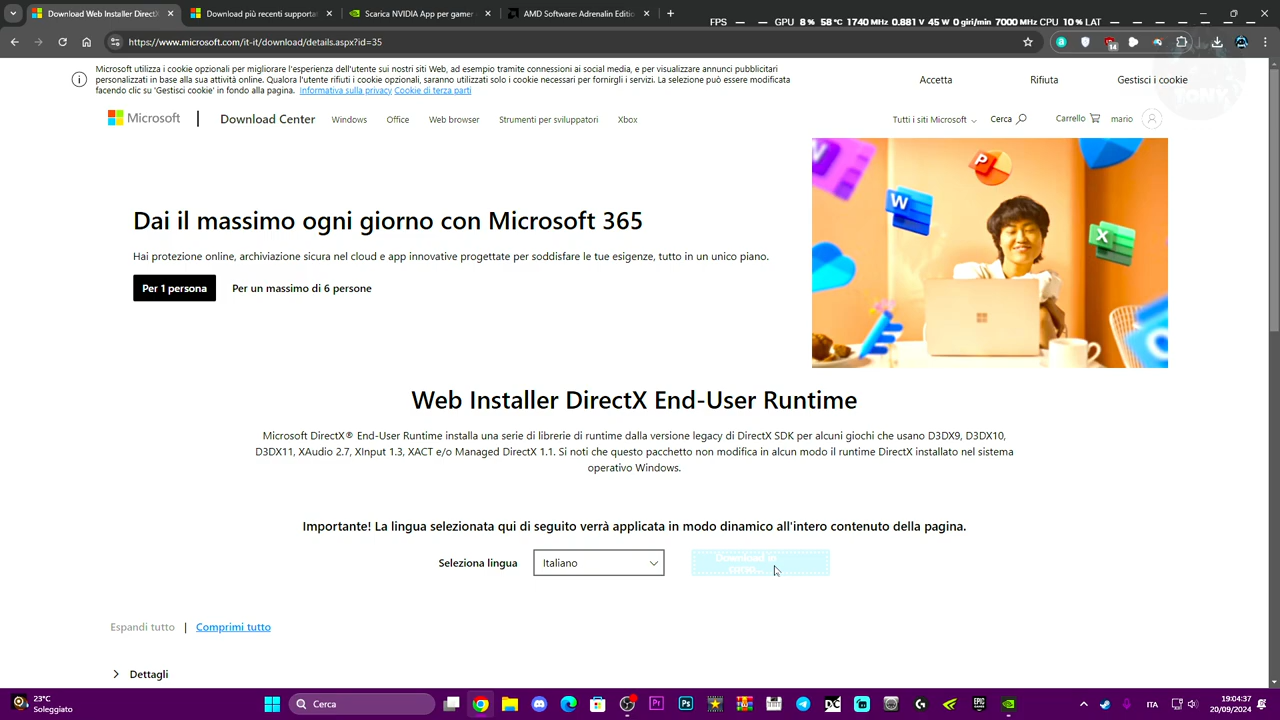 Download Web Installer DirectX
Download più recenti supportat
Scarica NVIDIA App per gamer
AMD Software: Adrenalin Editio
FPS — — GPU 8 % 58 °C 1740 MHz 0.881 V 45 W 0 giri/min 7000 MHz CPU 10 % LAT
https://www.microsoft.com/it-it/download/details.aspx?id=35
14
Microsoft utilizza i cookie opzionali per migliorare l'esperienza dell'utente sui nostri siti Web, ad esempio tramite connessioni ai social media, e per visualizzare annunci pubblicitari
personalizzati in base alla sua attività online. Qualora l'utente rifiuti i cookie opzionali, saranno utilizzati solo i cookie necessari per fornirgli i servizi. La selezione può essere modificata
facendo clic su 'Gestisci cookie' in fondo alla pagina. Informativa sulla privacy Cookie di terza parti
Accetta
Rifiuta
Gestisci i cookie
TONX
Microsoft
Download Center
Windows
Office
Web browser
Strumenti per sviluppatori
Xbox
Tutti i siti Microsoft
Cerca
Carrello
mario
Dai il massimo ogni giorno con Microsoft 365
Hai protezione online, archiviazione sicura nel cloud e app innovative progettate per soddisfare le tue esigenze, tutto in un unico piano.
Per 1 persona
Per un massimo di 6 persone
P
W
X
Web Installer DirectX End-User Runtime
Microsoft DirectX® End-User Runtime installa una serie di librerie di runtime dalla versione legacy di DirectX SDK per alcuni giochi che usano D3DX9, D3DX10,
D3DX11, XAudio 2.7, XInput 1.3, XACT e/o Managed DirectX 1.1. Si noti che questo pacchetto non modifica in alcun modo il runtime DirectX installato nel sistema
operativo Windows.
Importante! La lingua selezionata qui di seguito verrà applicata in modo dinamico all'intero contenuto della pagina.
Seleziona lingua
Italiano
Download in
corso...
Espandi tutto | Comprimi tutto
Dettagli
23°C
Soleggiato
Cerca
Pr
Ps
DC
EPIC
ITA
19:04:37
20/09/2024